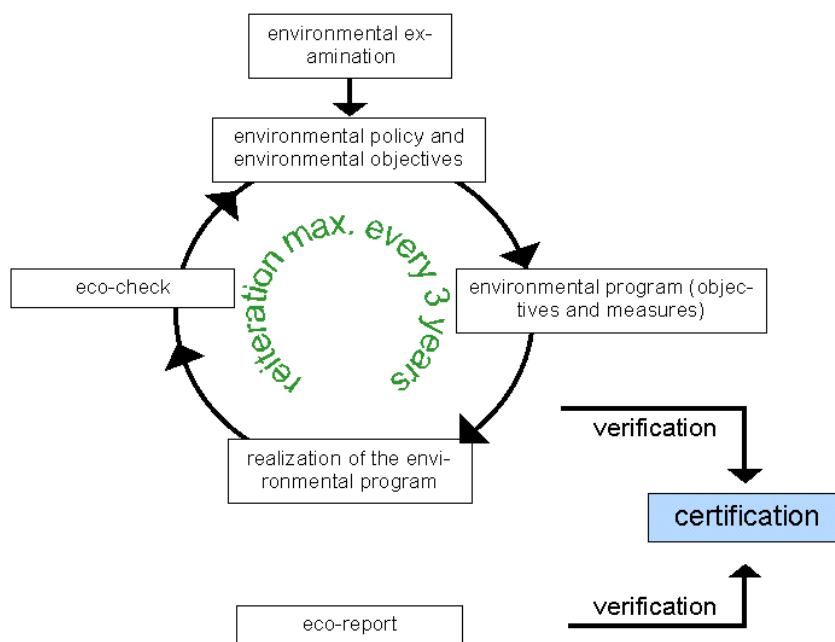 environmental ex-
amination
environmental policy and
environmental objectives
reiteration max. every 3 years
eco-check
environmental program (objec-
tives and measures)
realization of the envi-
ronmental program
verification
certification
verification
eco-report